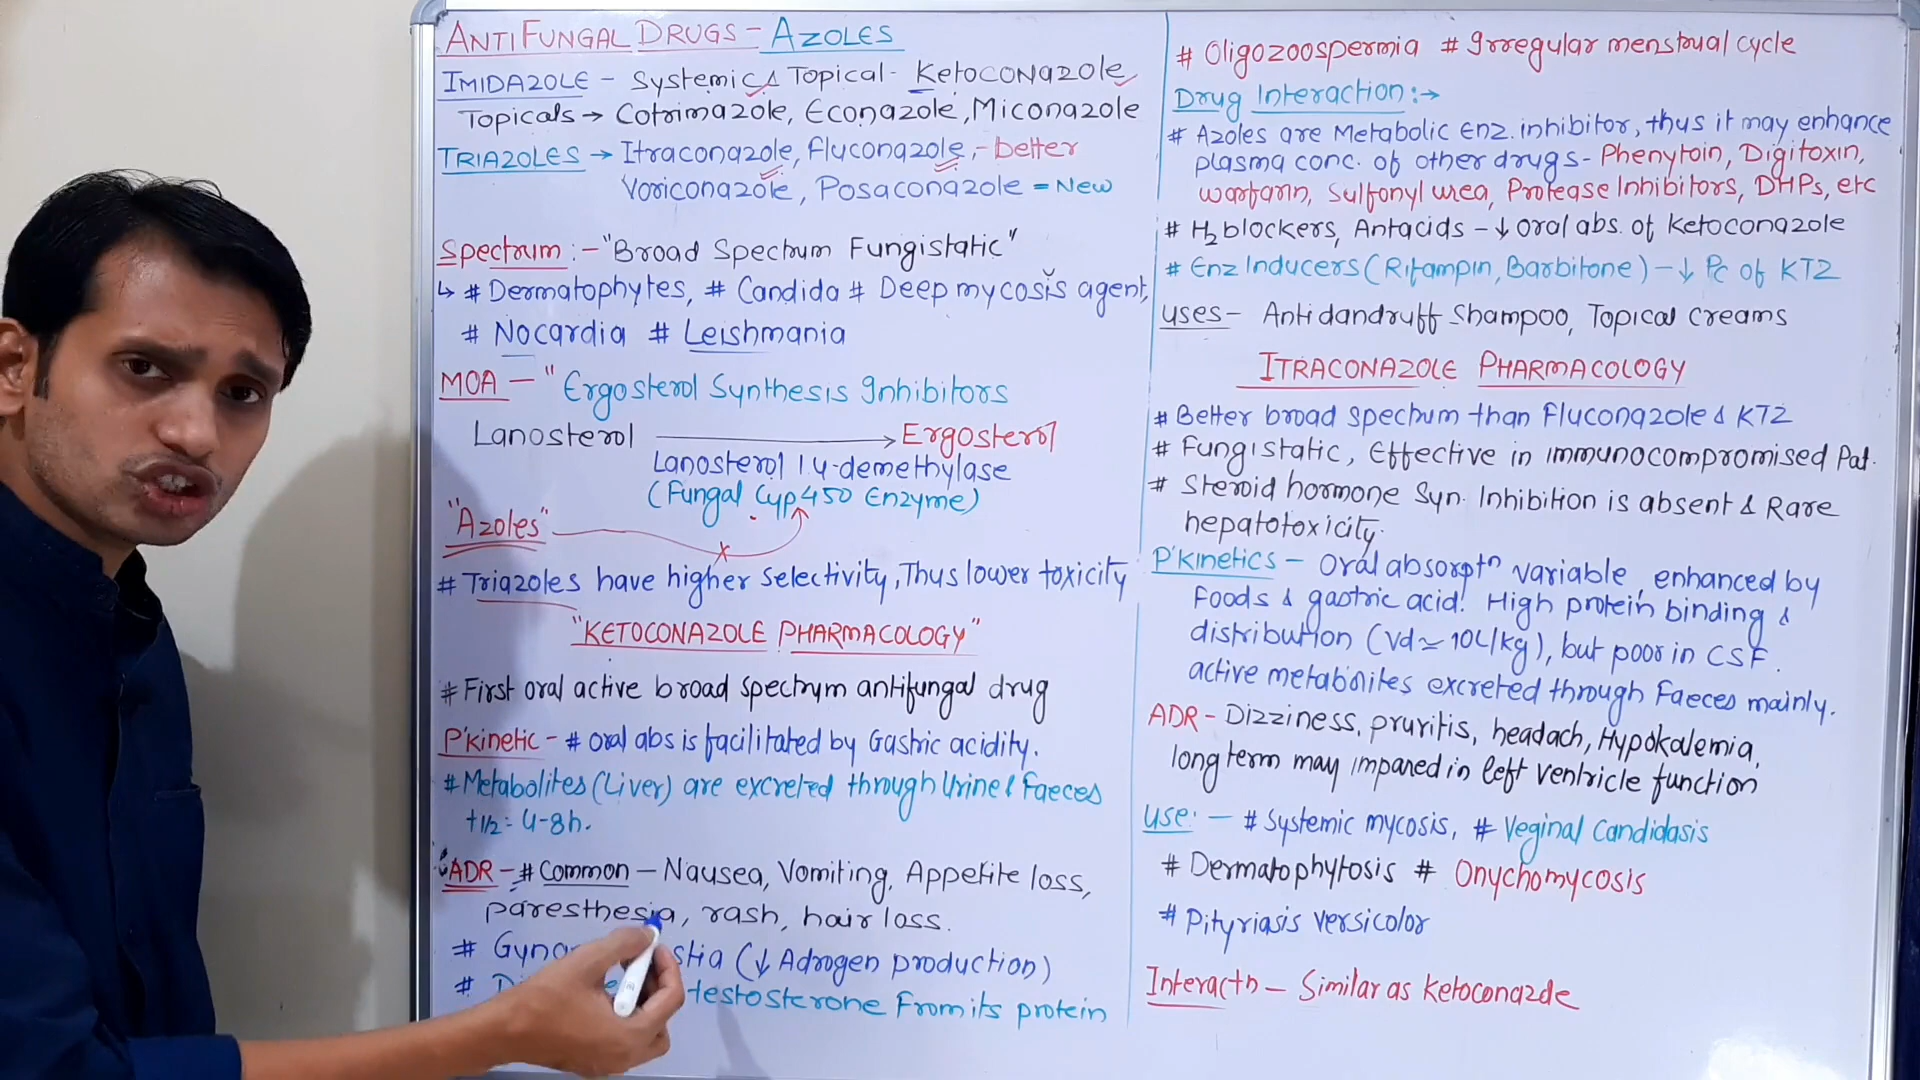 ANTIFUNGAL DRUGS - AZOLES
IMIDAZOLE - Systemic & Topical - Ketoconazole,
Topicals → Cotrimazole, Econazole, Miconazole
TRIAZOLES → Itraconazole, Fluconazole, - better
Voriconazole, Posaconazole = New
Spectrum :- "Broad Spectrum Fungistatic"
↳ # Dermatophytes, # Candida # Deep mycosis agent,
# Nocardia # Leishmania
MOA - " Ergosterol Synthesis Inhibitors
Lanosterol → Ergosterol
Lanosterol 14-demethylase
(Fungal Cyp450 Enzyme)
"Azoles" x
# Triazoles have higher selectivity, Thus lower toxicity
"KETOCONAZOLE PHARMACOLOGY"
# First oral active broad spectrum antifungal drug
P'kinetic - # oral abs is facilitated by Gastric acidity.
# Metabolites (Liver) are excreted through Urine & Faeces
t1/2 = 4-8h.
ADR - # Common - Nausea, Vomiting, Appetite loss,
paresthesia, rash, hair loss.
# (↓ Adrogen production)
# testosterone From its protein
# Oligozoospermia # Irregular menstrual cycle
Drug Interaction :→
# Azoles are Metabolic Enz. inhibitor, thus it may enhance
plasma conc. of other drugs - Phenytoin, Digitoxin,
warfarin, Sulfonyl urea, Protease Inhibitors, DHPs, etc
# H2 blockers, Antacids - ↓ oral abs. of Ketoconazole
# Enz Inducers (Rifampin, Barbitone) - ↓ Pc of KTZ
uses - Antidandruff Shampoo, Topical creams
ITRACONAZOLE PHARMACOLOGY
# Better broad spectrum than Fluconazole & KTZ
# Fungistatic, Effective in immunocompromised Pat.
# Steroid hormone Syn. Inhibition is absent & Rare
hepatotoxicity.
P'kinetics - Oral absorptn variable, enhanced by
Foods & gastric acid. High protein binding &
distribution (Vd ≃ 10L/kg), but poor in CSF.
active metabolites excreted through Faeces mainly.
ADR - Dizziness, pruritis, headach, Hypokalemia,
long term may impared in left ventricle function
use: - # Systemic mycosis, # Veginal Candidasis
# Dermatophytosis # Onychomycosis
# Pityriasis versicolor
Interactn - Similar as Ketoconazole